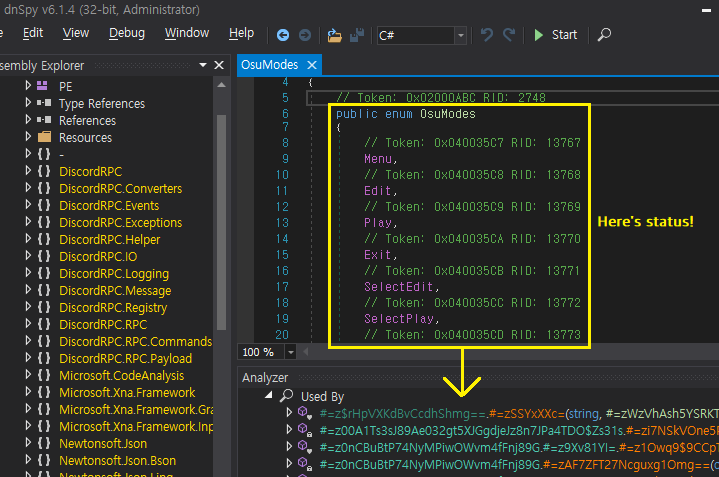 dnSpy v6.1.4 (32-bit, Administrator)
Edit View Debug Window Help C# Start
ssembly Explorer
PE
Type References
References
Resources
{ } -
{ } DiscordRPC
{ } DiscordRPC.Converters
{ } DiscordRPC.Events
{ } DiscordRPC.Exceptions
{ } DiscordRPC.Helper
{ } DiscordRPC.IO
{ } DiscordRPC.Logging
{ } DiscordRPC.Message
{ } DiscordRPC.Registry
{ } DiscordRPC.RPC
{ } DiscordRPC.RPC.Commands
{ } DiscordRPC.RPC.Payload
{ } Microsoft.CodeAnalysis
{ } Microsoft.Xna.Framework
{ } Microsoft.Xna.Framework.Gra
{ } Microsoft.Xna.Framework.Inp
{ } Newtonsoft.Json
{ } Newtonsoft.Json.Bson
OsuModes
4 {
5 // Token: 0x02000ABC RID: 2748
6 public enum OsuModes
7 {
8 // Token: 0x040035C7 RID: 13767
9 Menu,
10 // Token: 0x040035C8 RID: 13768
11 Edit,
12 // Token: 0x040035C9 RID: 13769
13 Play,
14 // Token: 0x040035CA RID: 13770
15 Exit,
16 // Token: 0x040035CB RID: 13771
17 SelectEdit,
18 // Token: 0x040035CC RID: 13772
19 SelectPlay,
20 // Token: 0x040035CD RID: 13773
Here's status!
100 %
Analyzer
Used By
#=z$rHpVXKdBvCcdhShmg==.#=zSSYxXXc=(string, #=zWzVhAsh5YSRKT
#=z00A1Ts3sJ89Ae032gt5XJGgdjeJz8n7JPa4TDO$Zs31s.#=zi7NSkVOne5F
#=z0nCBuBtP74NyMPiwOWvm4fFnj89G.#=z9Xv81YI=.#=z1Owq9$9CCpT
#=z0nCBuBtP74NyMPiwOWvm4fFnj89G.#=zAF7ZFT27Ncguxg1Omg==(o